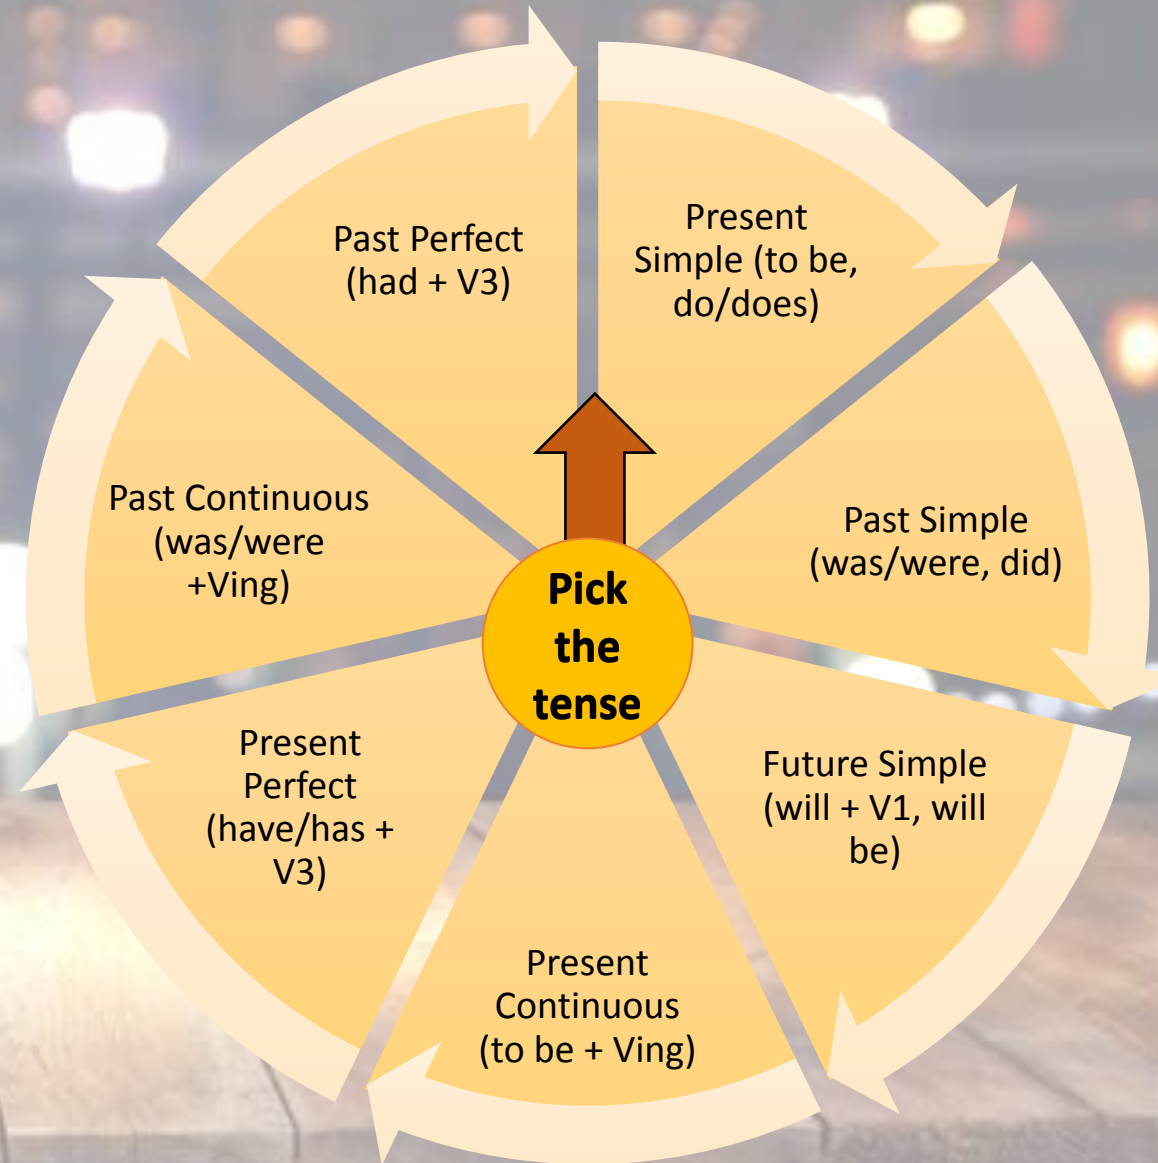 Present
Simple (to be,
do/does)
Past Simple
(was/were, did)
Future Simple
(will + V1, will
be)
Present
Continuous
(to be + Ving)
Present
Perfect
(have/has +
V3)
Past Continuous
(was/were
+Ving)
Past Perfect
(had + V3)
Pick
the
tense